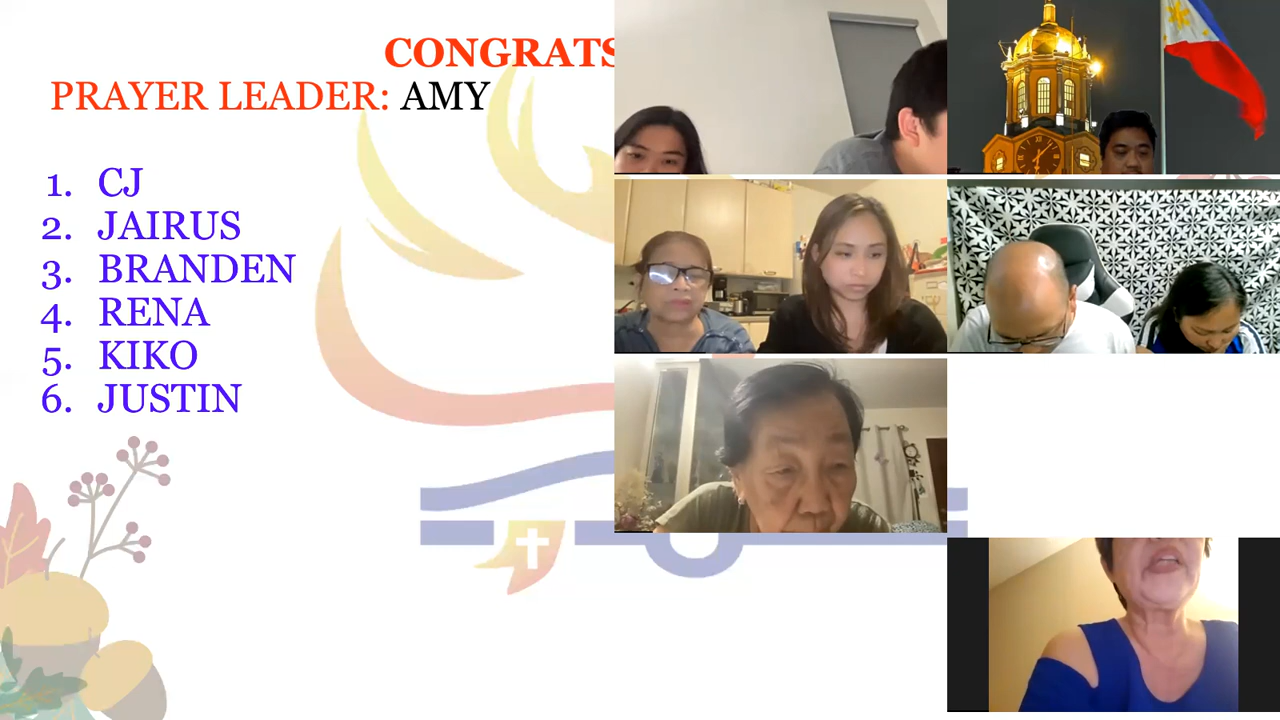 CONGRATS
PRAYER LEADER: AMY
1. CJ
2. JAIRUS
3. BRANDEN
4. RENA
5. KIKO
6. JUSTIN